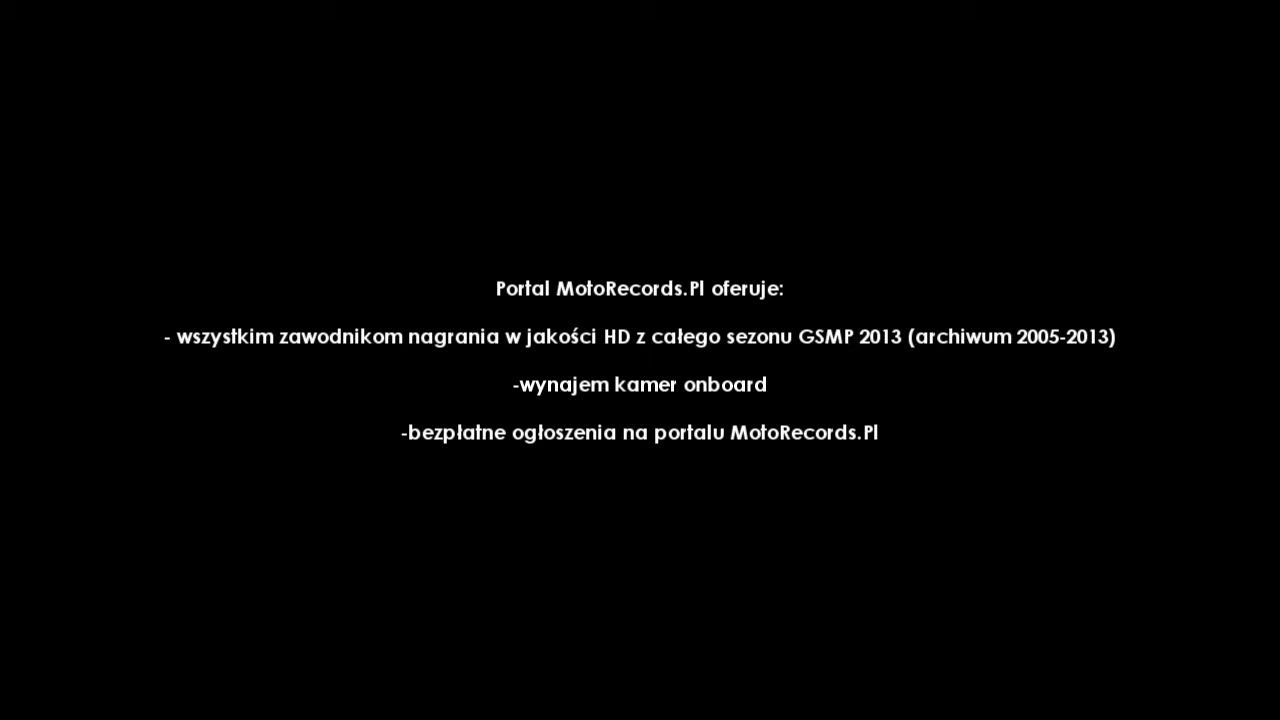 Portal MotoRecords.Pl oferuje:
- wszystkim zawodnikom nagrania w jakości HD z całego sezonu GSMP 2013 (archiwum 2005-2013)
-wynajem kamer onboard
-bezpłatne ogłoszenia na portalu MotoRecords.Pl